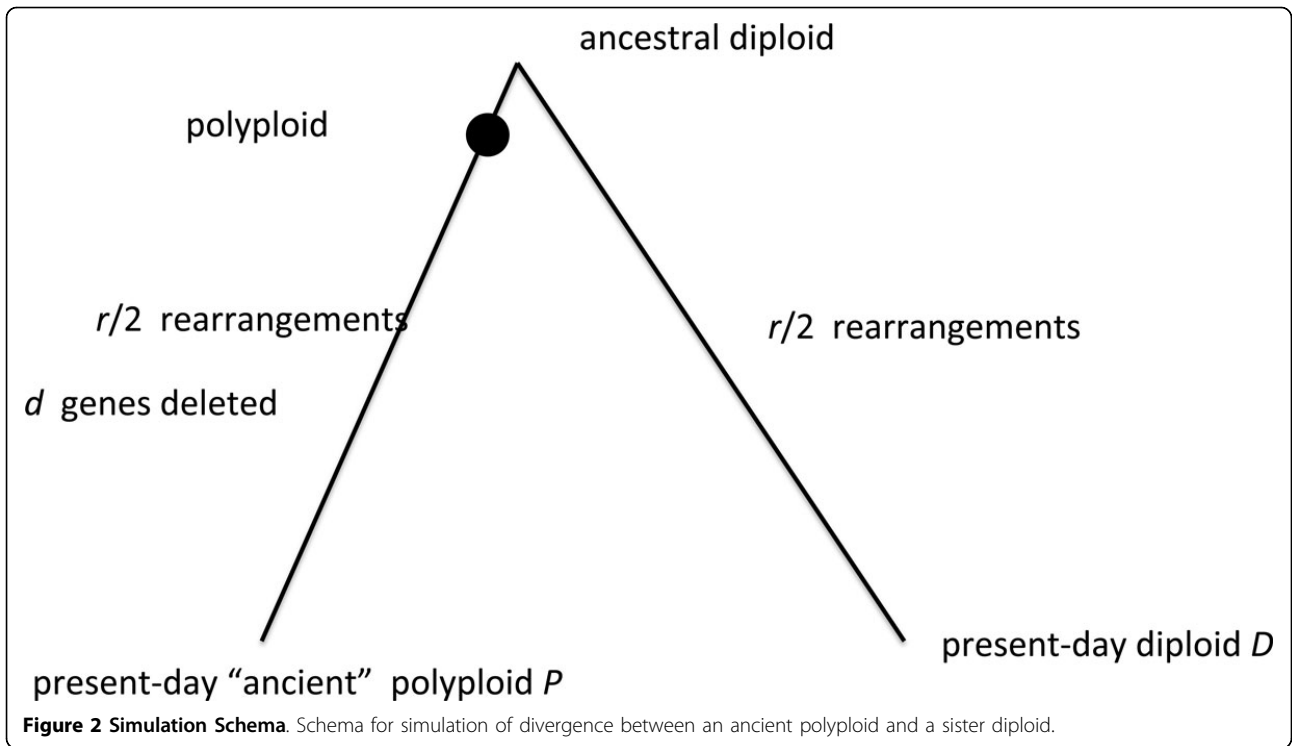 ancestral diploid
polyploid
r/2 rearrangements
r/2 rearrangements
d genes deleted
present-day diploid D
present-day “ancient” polyploid P
Figure 2 Simulation Schema. Schema for simulation of divergence between an ancient polyploid and a sister diploid.